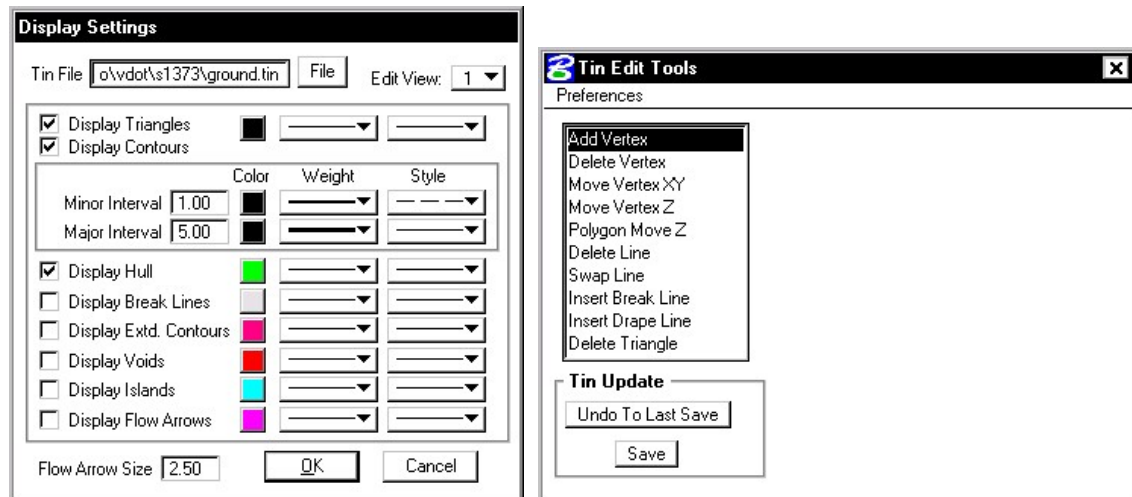 Display Settings
Tin File o\vdot\s1373\ground.tin File Edit View: 1
Display Triangles
Display Contours
Color Weight Style
Minor Interval 1.00
Major Interval 5.00
Display Hull
Display Break Lines
Display Extd. Contours
Display Voids
Display Islands
Display Flow Arrows
Flow Arrow Size 2.50 OK Cancel
Tin Edit Tools
Preferences
Add Vertex
Delete Vertex
Move Vertex XY
Move Vertex Z
Polygon Move Z
Delete Line
Swap Line
Insert Break Line
Insert Drape Line
Delete Triangle
Tin Update
Undo To Last Save
Save